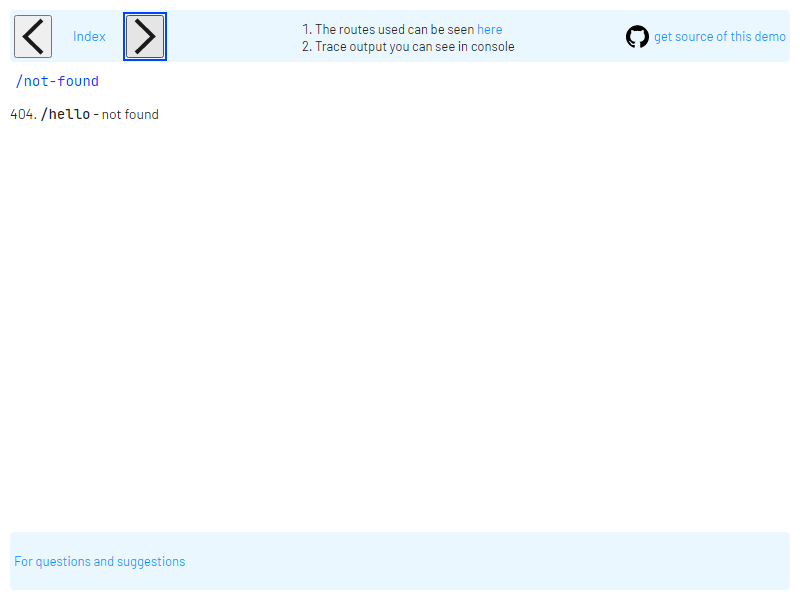 Index
1. The routes used can be seen here
2. Trace output you can see in console
get source of this demo
/not-found
404. /hello - not found
For questions and suggestions